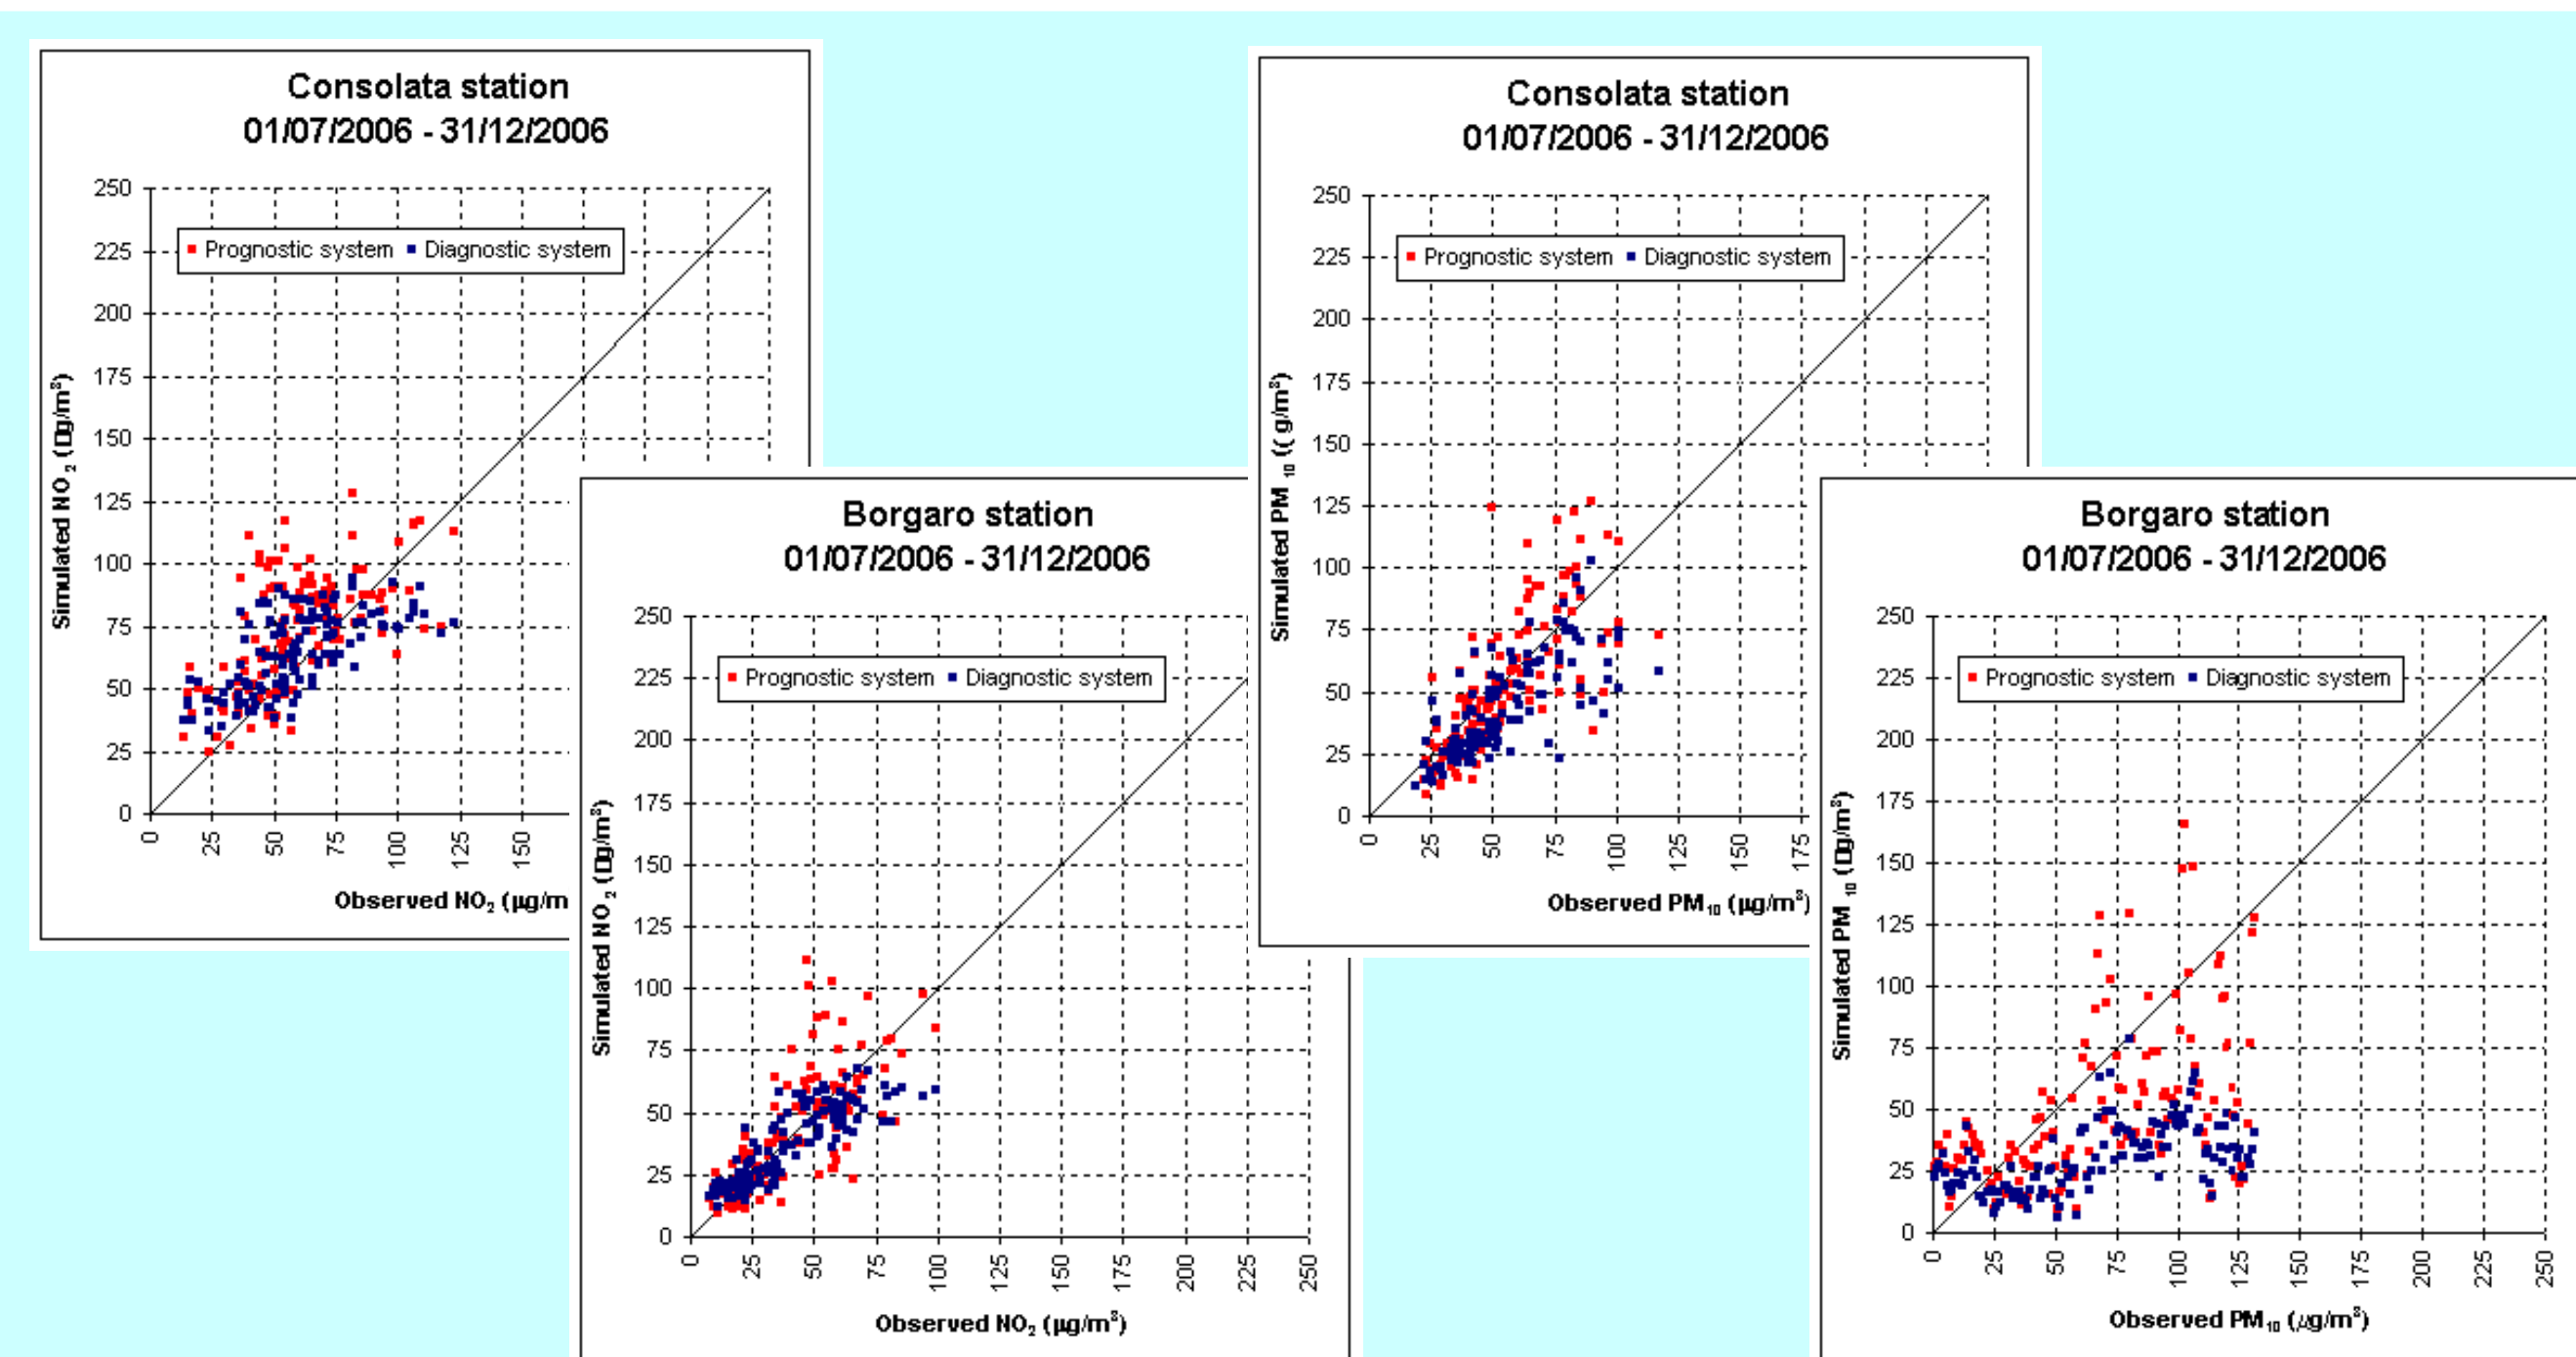 Consolata station
01/07/2006 - 31/12/2006
250
225
200
175
150
125
100
75
50
25
0
Prognostic system Diagnostic system
Simulated NO₂ (□g/m³)
0 25 50 75 100 125 150
Observed NO₂ (µg/m
Borgaro station
01/07/2006 - 31/12/2006
250
225
200
175
150
125
100
75
50
25
0
Prognostic system Diagnostic system
Simulated NO₂ (□g/m³)
0 25 50 75 100 125 150 175 200 225 250
Observed NO₂ (µg/m³)
Consolata station
01/07/2006 - 31/12/2006
250
225
200
175
150
125
100
75
50
25
0
Prognostic system Diagnostic system
Simulated PM₁₀ (( g/m³)
0 25 50 75 100 125 150 175
Observed PM₁₀ (µg/m³)
Borgaro station
01/07/2006 - 31/12/2006
250
225
200
175
150
125
100
75
50
25
0
Prognostic system Diagnostic system
Simulated PM₁₀ (□g/m³)
0 25 50 75 100 125 150 175 200 225 250
Observed PM₁₀ (µg/m³)